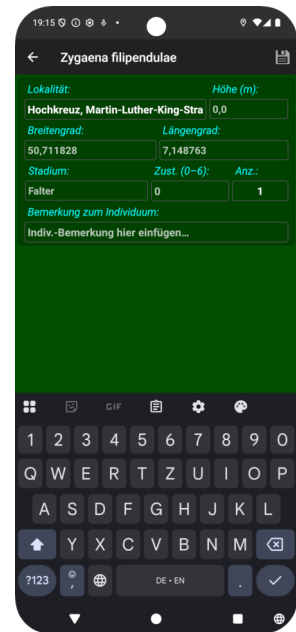 19:15
Zygaena filipendulae
Lokalität: Höhe (m):
Hochkreuz, Martin-Luther-King-Stra 0,0
Breitengrad: Längengrad:
50,711828 7,148763
Stadium: Zust. (0–6): Anz.:
Falter 0 1
Bemerkung zum Individuum:
Indiv.-Bemerkung hier einfügen…
GIF
1 2 3 4 5 6 7 8 9 0
Q W E R T Z U I O P
A S D F G H J K L
Y X C V B N M
?123 , DE • EN .